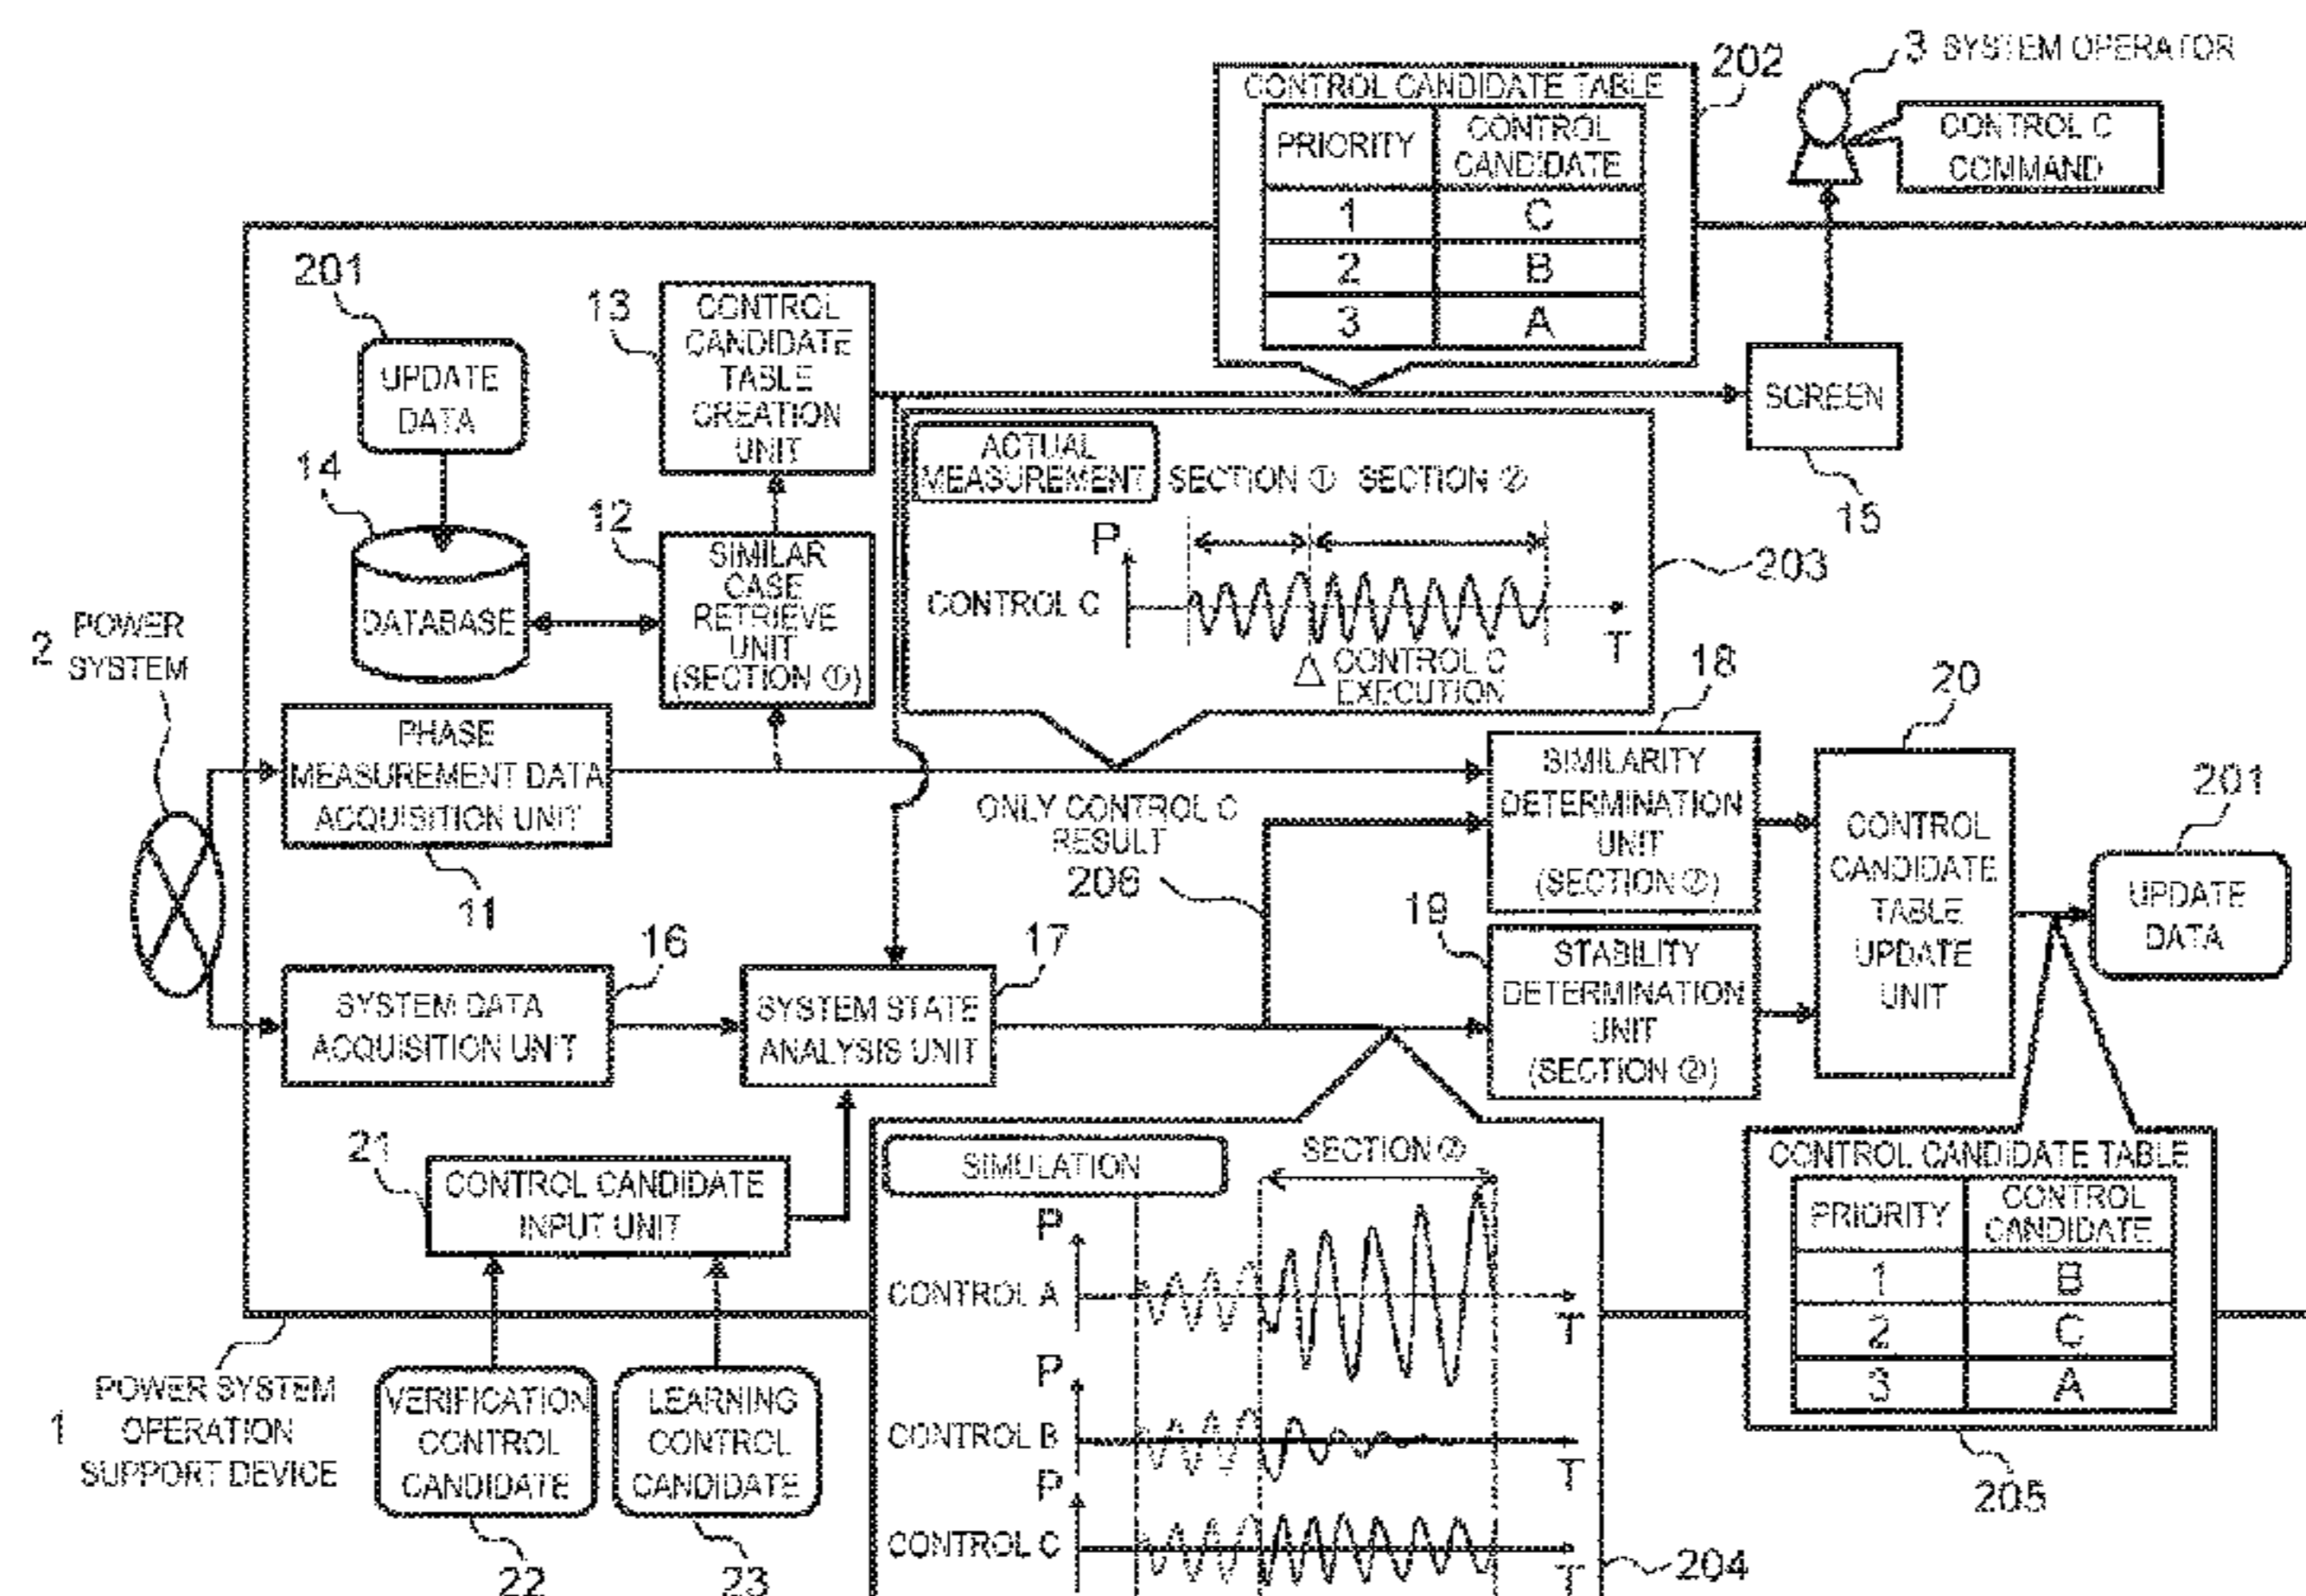 3 SYSTEM OPERATOR
CONTROL C
COMMAND
202
CONTROL CANDIDATE TABLE
PRIORITY
CONTROL
CANDIDATE
1
C
2
B
3
A
201
UPDATE
DATA
13
CONTROL
CANDIDATE
TABLE
CREATION
UNIT
SCREEN
15
14
DATABASE
12
SIMILAR
CASE
RETRIEVE
UNIT
(SECTION ①)
ACTUAL
MEASUREMENT
SECTION ① SECTION ②
P
CONTROL C
T
△ CONTROL C
EXECUTION
203
2 POWER
SYSTEM
PHASE
MEASUREMENT DATA
ACQUISITION UNIT
11
ONLY CONTROL C
RESULT
206
18
SIMILARITY
DETERMINATION
UNIT
(SECTION ②)
20
CONTROL
CANDIDATE
TABLE
UPDATE
UNIT
201
UPDATE
DATA
16
SYSTEM DATA
ACQUISITION UNIT
17
SYSTEM STATE
ANALYSIS UNIT
19
STABILITY
DETERMINATION
UNIT
(SECTION ②)
21
CONTROL CANDIDATE
INPUT UNIT
SIMULATION
SECTION ②
P
CONTROL A
T
P
CONTROL B
T
P
CONTROL C
T
204
CONTROL CANDIDATE TABLE
PRIORITY
CONTROL
CANDIDATE
1
B
2
C
3
A
205
1
POWER SYSTEM
OPERATION
SUPPORT DEVICE
VERIFICATION
CONTROL
CANDIDATE
22
LEARNING
CONTROL
CANDIDATE
23